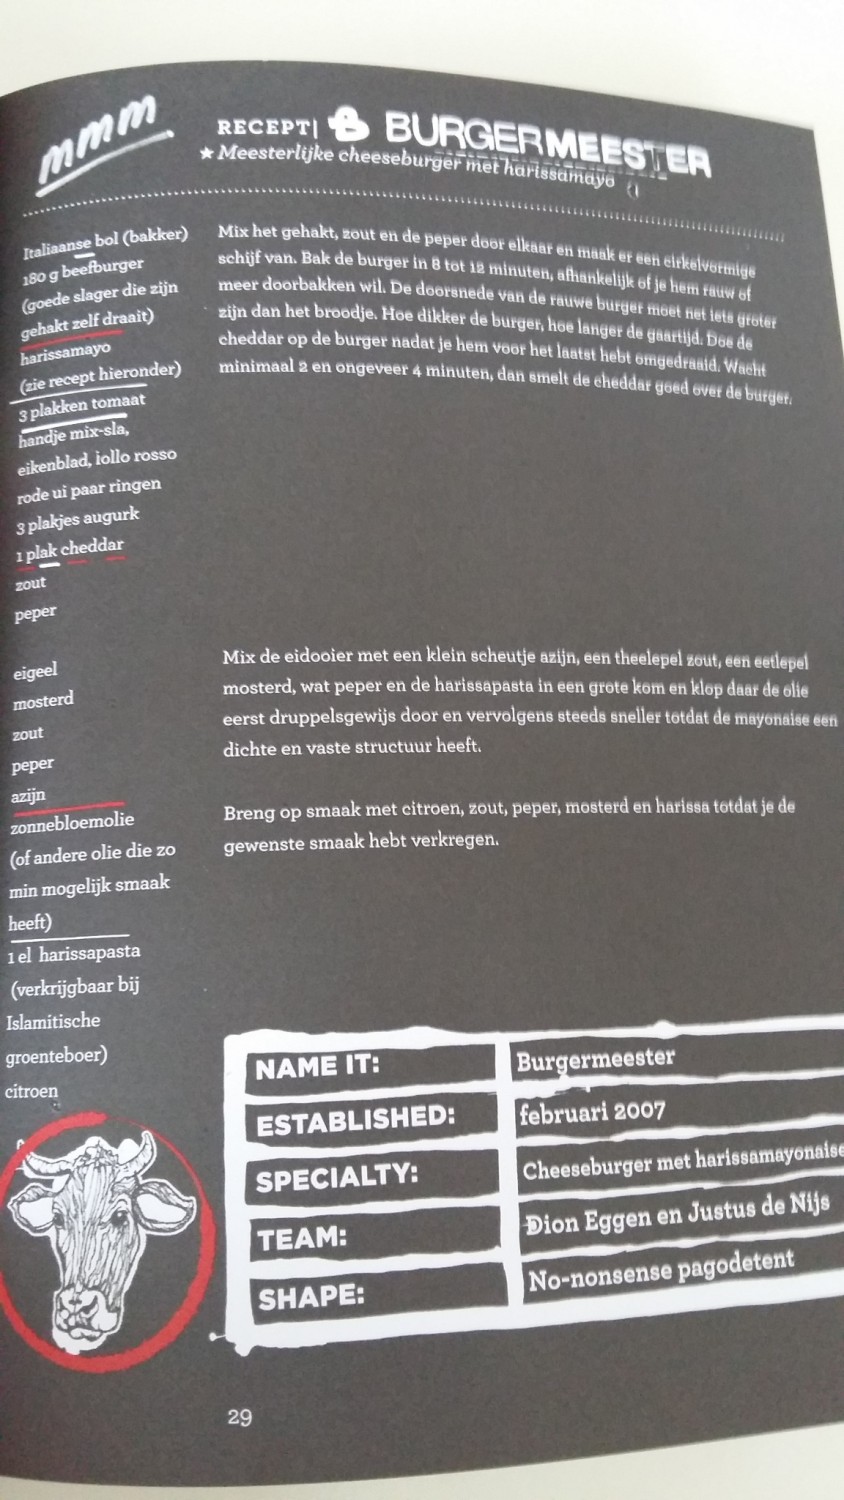 mmm
RECEPT| B BURGERMEESTER
★ Meesterlijke cheeseburger met harissamayo
Italiaanse bol (bakker)
180 g beefburger
(goede slager die zijn
gehakt zelf draait)
harissamayo
(zie recept hieronder)
3 plakken tomaat
handje mix-sla,
eikenblad, iollo rosso
rode ui paar ringen
3 plakjes augurk
1 plak cheddar
zout
peper
Mix het gehakt, zout en de peper door elkaar en maak er een cirkelvormige
schijf van. Bak de burger in 8 tot 12 minuten, afhankelijk of je hem rauw of
meer doorbakken wil. De doorsnede van de rauwe burger moet net iets groter
zijn dan het broodje. Hoe dikker de burger, hoe langer de gaartijd. Doe de
cheddar op de burger nadat je hem voor het laatst hebt omgedraaid. Wacht
minimaal 2 en ongeveer 4 minuten, dan smelt de cheddar goed over de burger.
eigeel
mosterd
zout
peper
azijn
zonnebloemolie
(of andere olie die zo
min mogelijk smaak
heeft)
1 el harissapasta
(verkrijgbaar bij
Islamitische
groenteboer)
citroen
Mix de eidooier met een klein scheutje azijn, een theelepel zout, een eetlepel
mosterd, wat peper en de harissapasta in een grote kom en klop daar de olie
eerst druppelsgewijs door en vervolgens steeds sneller totdat de mayonaise een
dichte en vaste structuur heeft.
Breng op smaak met citroen, zout, peper, mosterd en harissa totdat je de
gewenste smaak hebt verkregen.
NAME IT: Burgermeester
ESTABLISHED: februari 2007
SPECIALTY: Cheeseburger met harissamayonaise
TEAM: Dion Eggen en Justus de Nijs
SHAPE: No-nonsense pagodetent
29